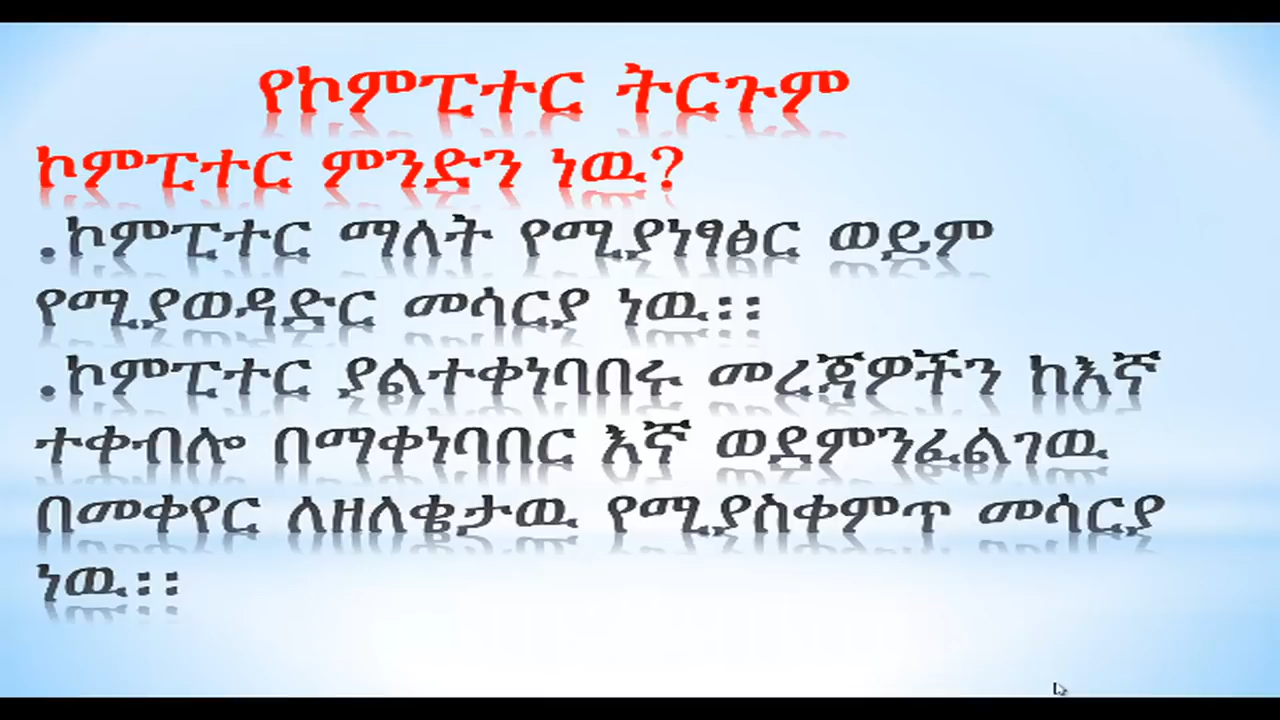 የኮምፒተር ትርጉም
ኮምፒተር ምንድን ነዉ?
.ኮምፒተር ማለት የሚያነፃፅር ወይም
የሚያወዳድር መሳርያ ነዉ፡፡
.ኮምፒተር ያልተቀነባበሩ መረጃዎችን ከእኛ
ተቀብሎ በማቀነባበር እኛ ወደምንፈልገዉ
በመቀየር ለዘለቄታዉ የሚያስቀምጥ መሳርያ
ነዉ፡፡